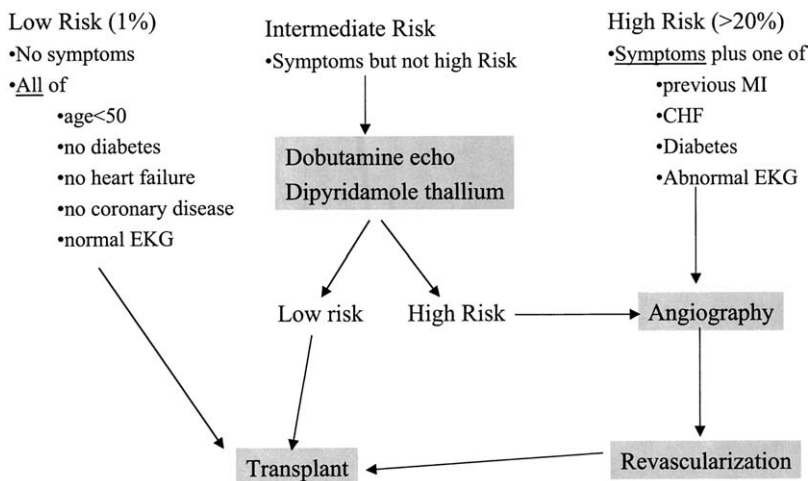 Low Risk (1%)
•No symptoms
•All of
•age<50
•no diabetes
•no heart failure
•no coronary disease
•normal EKG
Intermediate Risk
•Symptoms but not high Risk
Dobutamine echo
Dipyridamole thallium
Low risk
High Risk
High Risk (>20%)
•Symptoms plus one of
•previous MI
•CHF
•Diabetes
•Abnormal EKG
Angiography
Revascularization
Transplant